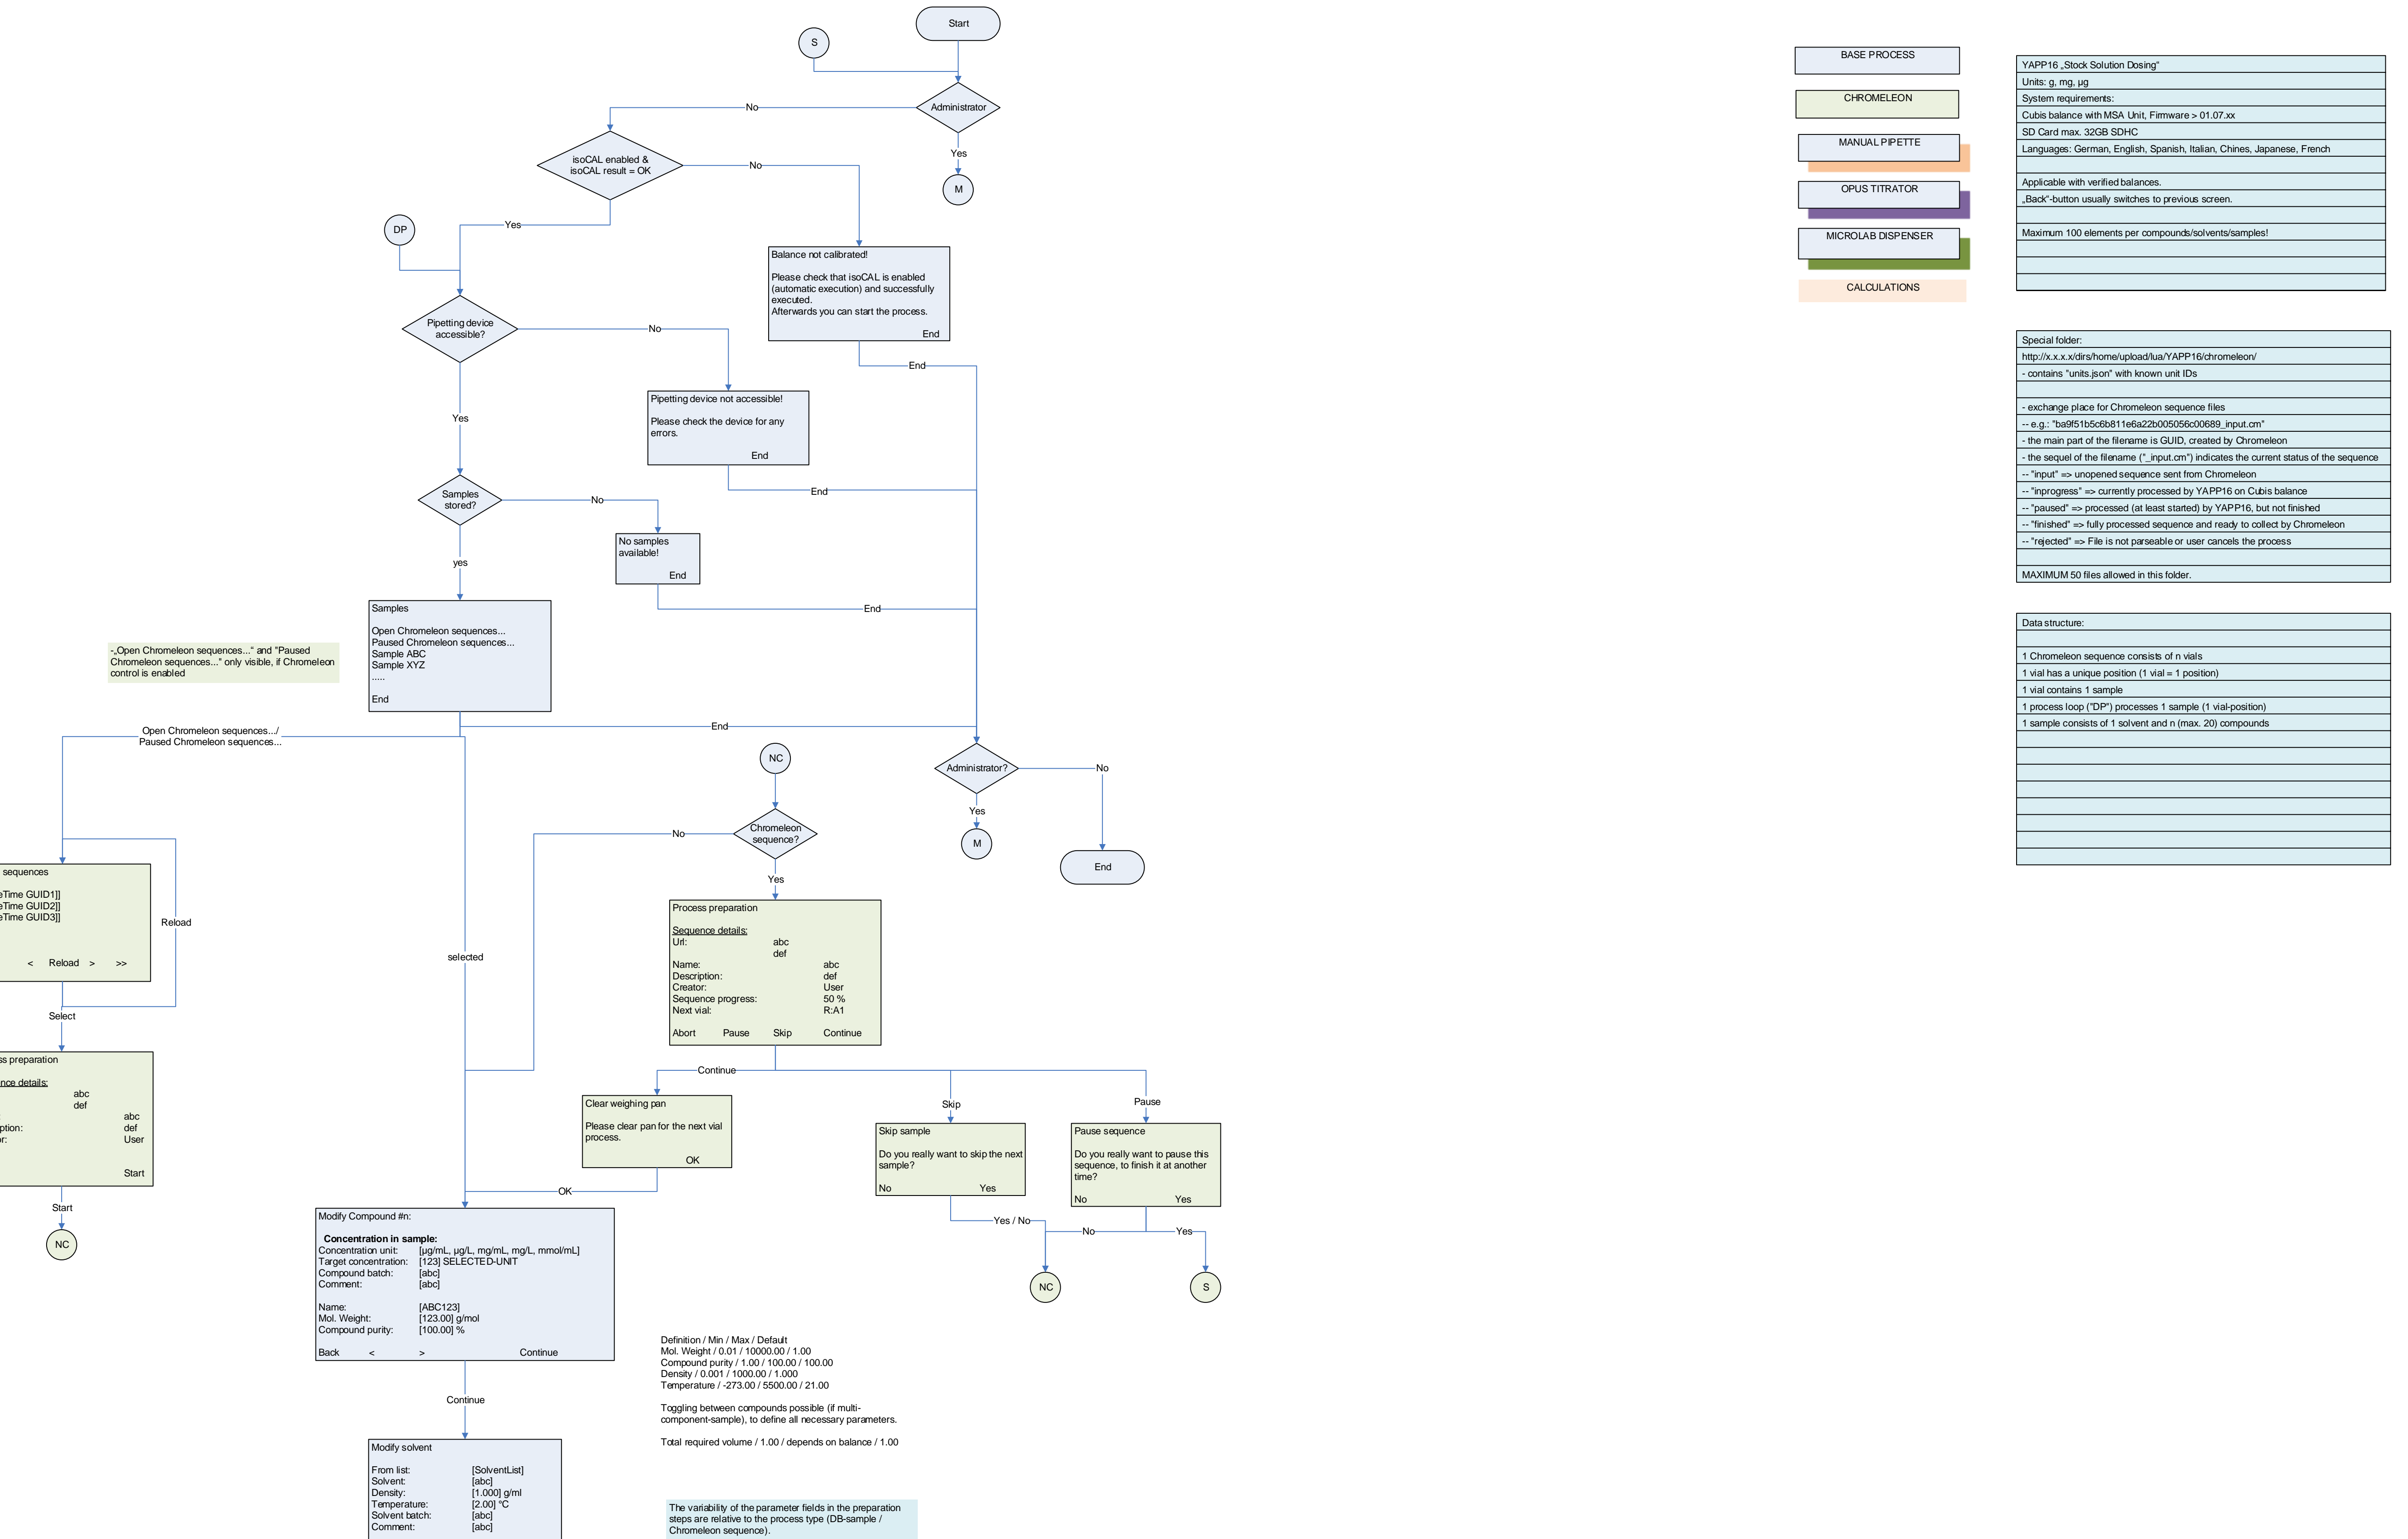 Start
S
Administrator
No
Yes
M
isoCAL enabled &
isoCAL result = OK
No
Yes
DP
Balance not calibrated!
Please check that isoCAL is enabled
(automatic execution) and successfully
executed.
Afterwards you can start the process.
End
End
Pipetting device
accessible?
No
Yes
Pipetting device not accessible!
Please check the device for any
errors.
End
End
Samples
stored?
No
yes
No samples
available!
End
End
Samples
Open Chromeleon sequences...
Paused Chromeleon sequences...
Sample ABC
Sample XYZ
.....
End
-„Open Chromeleon sequences...“ and "Paused
Chromeleon sequences..." only visible, if Chromeleon
control is enabled
End
Open Chromeleon sequences.../
Paused Chromeleon sequences...
Administrator?
No
Yes
M
End
NC
Chromeleon
sequence?
No
Yes
sequences
eTime GUID1]]
eTime GUID2]]
eTime GUID3]]
< Reload > >>
Reload
Select
selected
ss preparation
nce details:
abc
def
abc
ption: def
or: User
Start
Start
NC
Process preparation
Sequence details:
Url: abc
def
Name: abc
Description: def
Creator: User
Sequence progress: 50 %
Next vial: R:A1
Abort Pause Skip Continue
Continue
Skip
Pause
Clear weighing pan
Please clear pan for the next vial
process.
OK
OK
Skip sample
Do you really want to skip the next
sample?
No Yes
Pause sequence
Do you really want to pause this
sequence, to finish it at another
time?
No Yes
Yes / No
No
Yes
NC
S
Modify Compound #n:
Concentration in sample:
Concentration unit: [µg/mL, µg/L, mg/mL, mg/L, mmol/mL]
Target concentration: [123] SELECTED-UNIT
Compound batch: [abc]
Comment: [abc]
Name: [ABC123]
Mol. Weight: [123.00] g/mol
Compound purity: [100.00] %
Back < > Continue
Continue
Definition / Min / Max / Default
Mol. Weight / 0.01 / 10000.00 / 1.00
Compound purity / 1.00 / 100.00 / 100.00
Density / 0.001 / 1000.00 / 1.000
Temperature / -273.00 / 5500.00 / 21.00
Toggling between compounds possible (if multi-
component-sample), to define all necessary parameters.
Total required volume / 1.00 / depends on balance / 1.00
Modify solvent
From list: [SolventList]
Solvent: [abc]
Density: [1.000] g/ml
Temperature: [2.00] °C
Solvent batch: [abc]
Comment: [abc]
The variability of the parameter fields in the preparation
steps are relative to the process type (DB-sample /
Chromeleon sequence).
BASE PROCESS
CHROMELEON
MANUAL PIPETTE
OPUS TITRATOR
MICROLAB DISPENSER
CALCULATIONS
YAPP16 „Stock Solution Dosing“
Units: g, mg, µg
System requirements:
Cubis balance with MSA Unit, Firmware > 01.07.xx
SD Card max. 32GB SDHC
Languages: German, English, Spanish, Italian, Chines, Japanese, French
Applicable with verified balances.
„Back“-button usually switches to previous screen.
Maximum 100 elements per compounds/solvents/samples!
Special folder:
http://x.x.x.x/dirs/home/upload/lua/YAPP16/chromeleon/
- contains "units.json" with known unit IDs
- exchange place for Chromeleon sequence files
-- e.g.: "ba9f51b5c6b811e6a22b005056c00689_input.cm"
- the main part of the filename is GUID, created by Chromeleon
- the sequel of the filename ("_input.cm") indicates the current status of the sequence
-- "input" => unopened sequence sent from Chromeleon
-- "inprogress" => currently processed by YAPP16 on Cubis balance
-- "paused" => processed (at least started) by YAPP16, but not finished
-- "finished" => fully processed sequence and ready to collect by Chromeleon
-- "rejected" => File is not parseable or user cancels the process
MAXIMUM 50 files allowed in this folder.
Data structure:
1 Chromeleon sequence consists of n vials
1 vial has a unique position (1 vial = 1 position)
1 vial contains 1 sample
1 process loop ("DP") processes 1 sample (1 vial-position)
1 sample consists of 1 solvent and n (max. 20) compounds